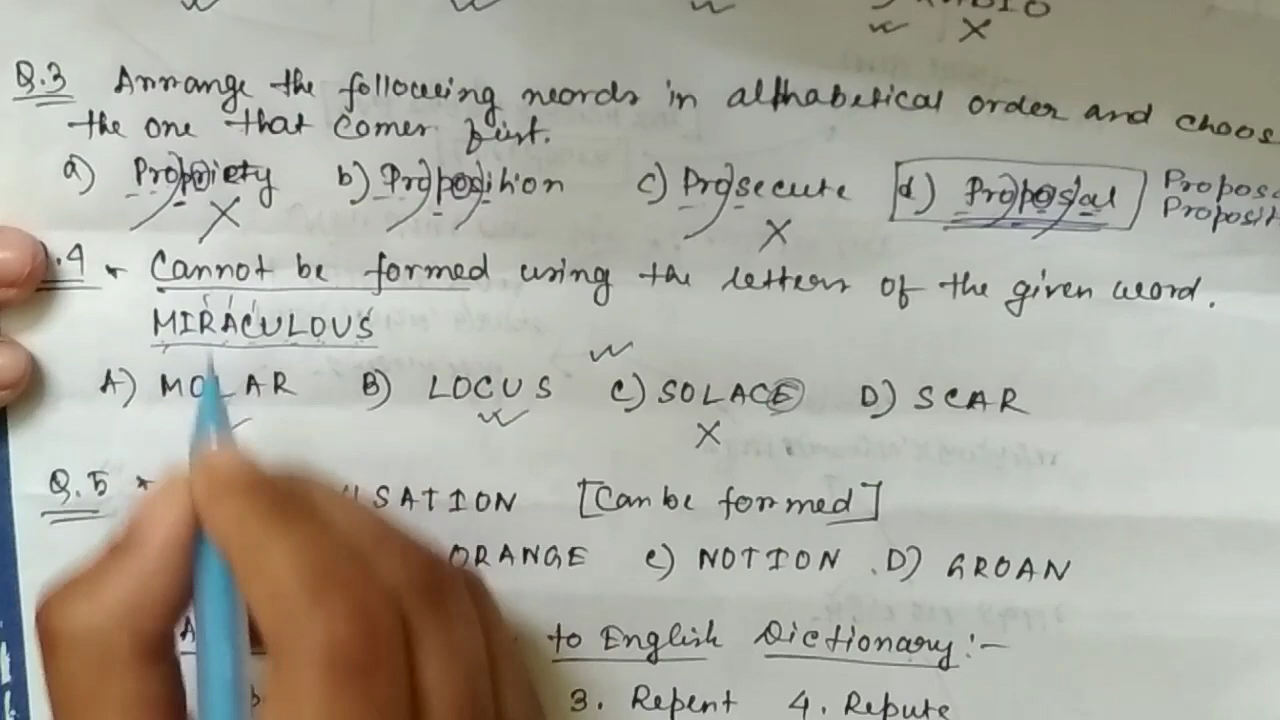 Q.3 Arrange the following words in alphabetical order and choos
the one that comes first.
a) Propriety b) Proposition c) Prosecute d) Proposal
X X
.4 Cannot be formed using the letters of the given word.
MIRACULOUS
A) MOLAR B) LOCUS C) SOLACE D) SCAR
X
Q.5 * SATION [Can be formed]
ORANGE c) NOTION D) GROAN
to English Dictionary:-
3. Repent 4. Repute